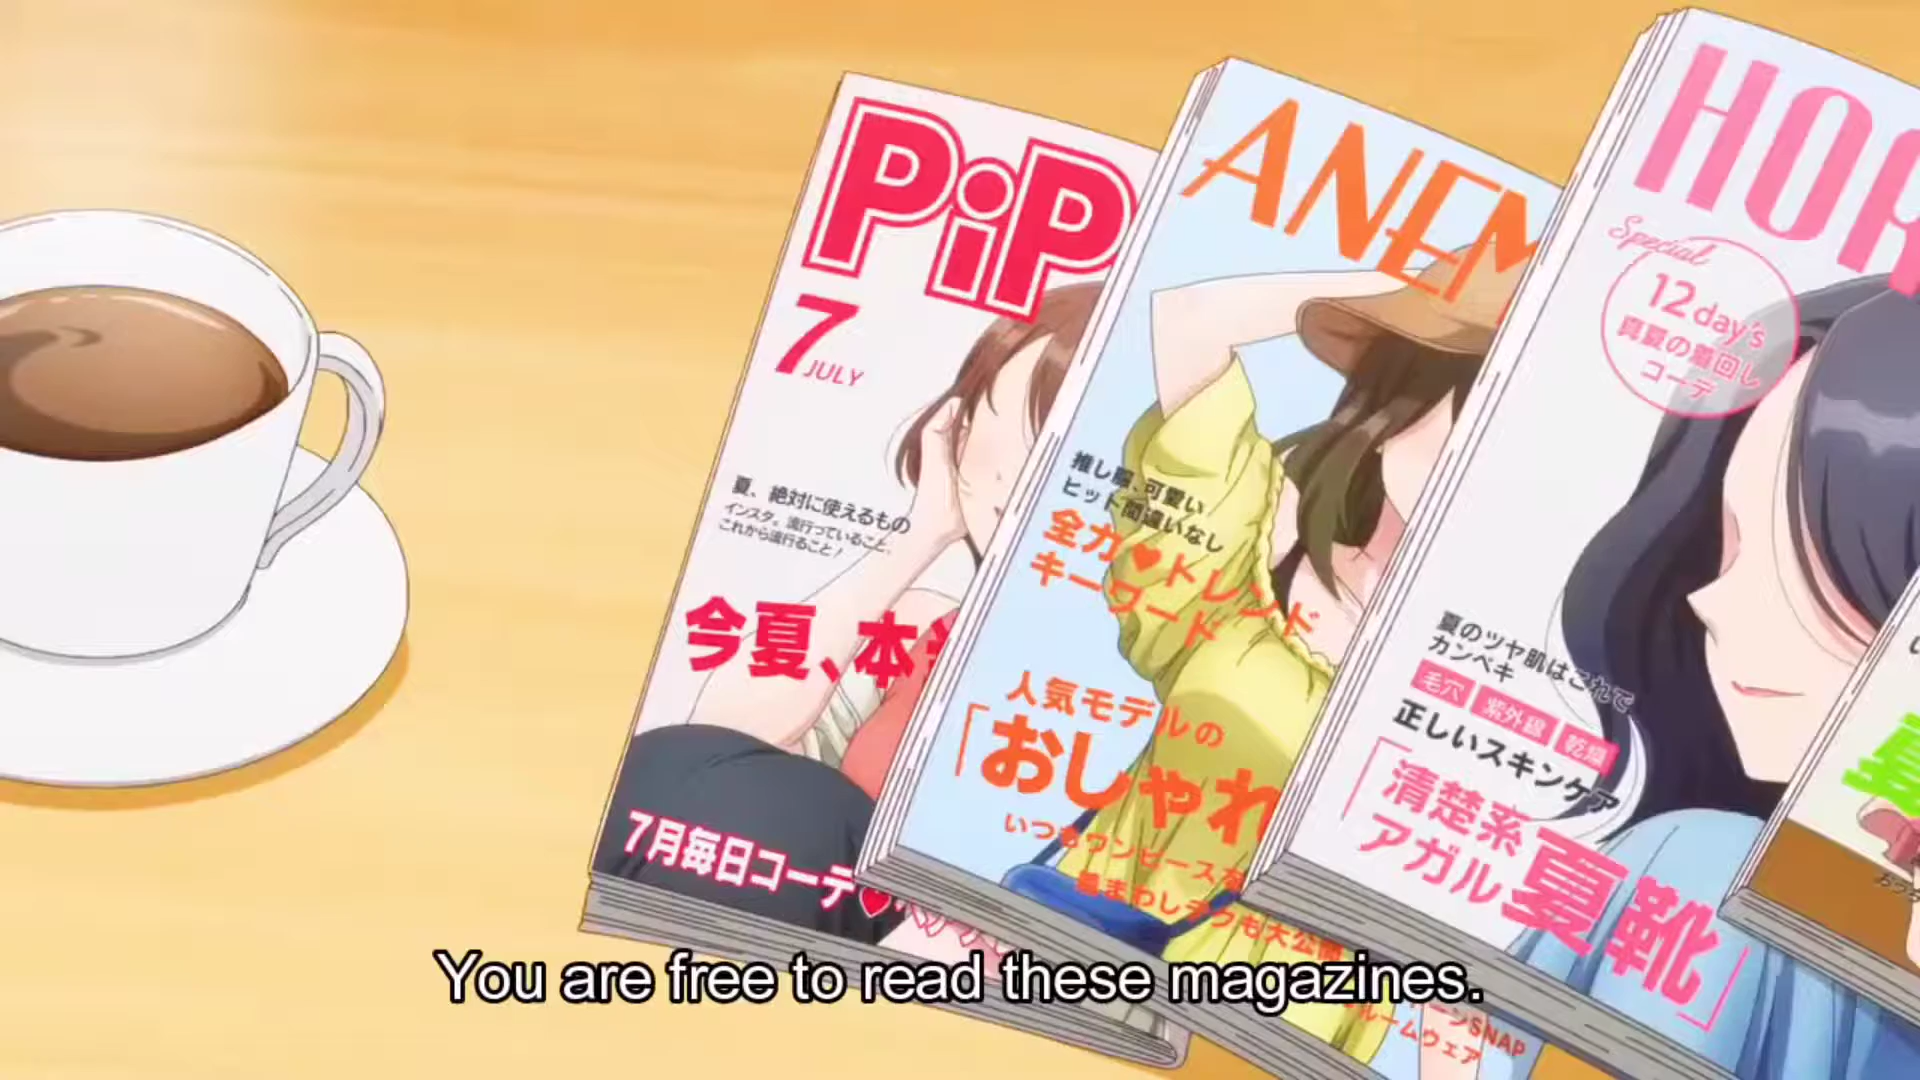 PiP
7
JULY
夏、絶対に使えるもの
インスタ。流行っていること、
これから流行ること!
今夏、本
7月毎日コーデ♥
ANEM
推し服、可愛い
ヒット間違いなし
全力♥トレンド
キーワード
人気モデルの
「おしゃれ
いつもワンピース
着まわしテクも大公開
SNAP
ルームウェア
HOR
Special
12 day's
真夏の着回し
コーデ
夏のツヤ肌はこれで
カンペキ
毛穴 紫外線 乾燥
正しいスキンケア
「清楚系
アガル夏靴」
夏
You are free to read these magazines.